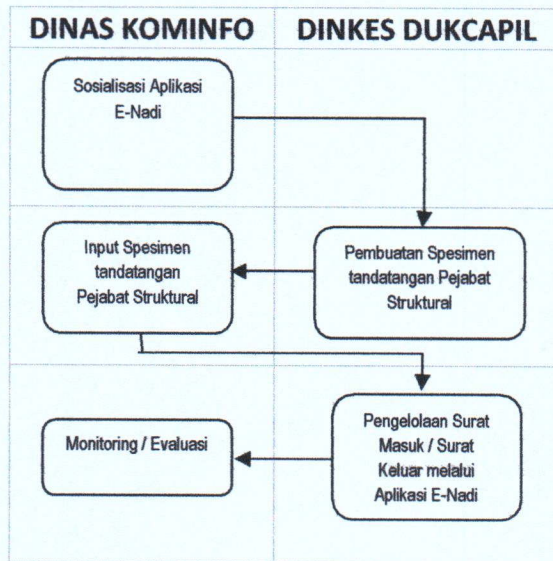 DINAS KOMINFO
DINKES DUKCAPIL
Sosialisasi Aplikasi
E-Nadi
Input Spesimen
tandatangan
Pejabat Struktural
Pembuatan Spesimen
tandatangan Pejabat
Struktural
Monitoring / Evaluasi
Pengelolaan Surat
Masuk / Surat
Keluar melalui
Aplikasi E-Nadi